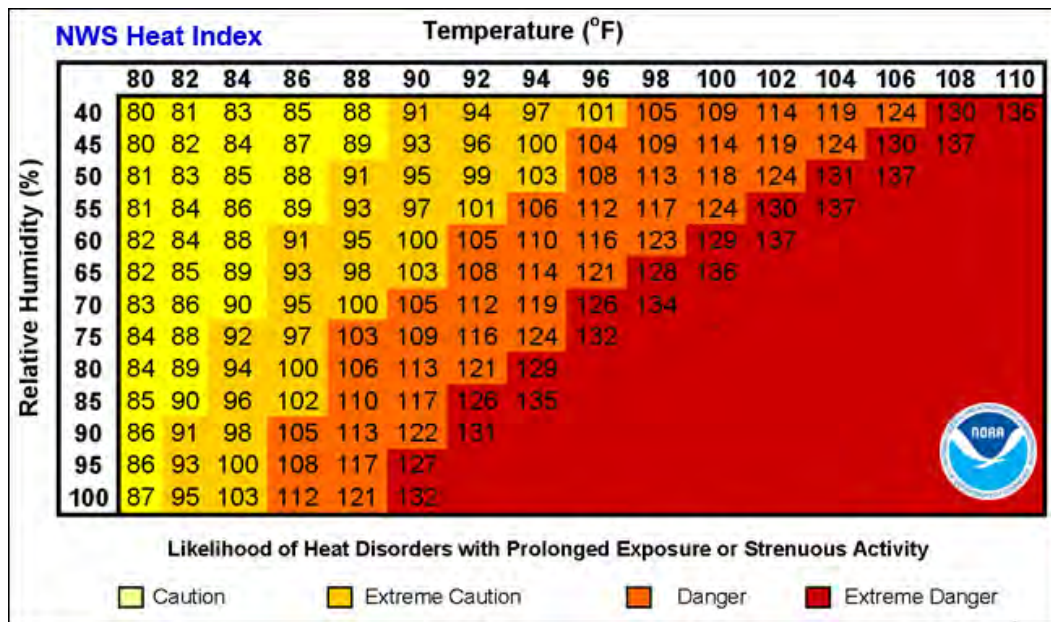 NWS Heat Index
Temperature (°F)
80 82 84 86 88 90 92 94 96 98 100 102 104 106 108 110
Relative Humidity (%)
40 80 81 83 85 88 91 94 97 101 105 109 114 119 124 130 136
45 80 82 84 87 89 93 96 100 104 109 114 119 124 130 137
50 81 83 85 88 91 95 99 103 108 113 118 124 131 137
55 81 84 86 89 93 97 101 106 112 117 124 130 137
60 82 84 88 91 95 100 105 110 116 123 129 137
65 82 85 89 93 98 103 108 114 121 128 136
70 83 86 90 95 100 105 112 119 126 134
75 84 88 92 97 103 109 116 124 132
80 84 89 94 100 106 113 121 129
85 85 90 96 102 110 117 126 135
90 86 91 98 105 113 122 131
95 86 93 100 108 117 127
100 87 95 103 112 121 132
NOAA
Likelihood of Heat Disorders with Prolonged Exposure or Strenuous Activity
Caution Extreme Caution Danger Extreme Danger